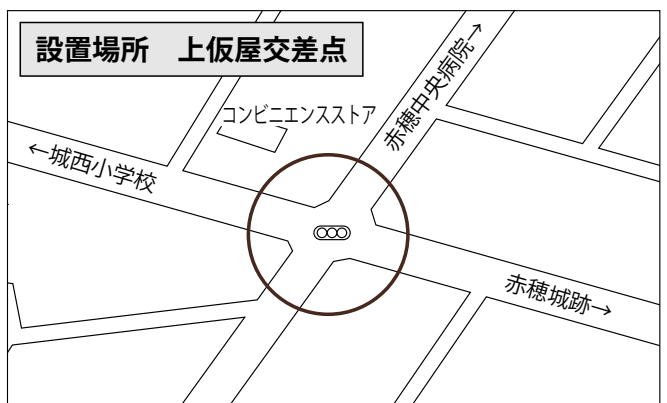 設置場所　上仮屋交差点
コンビニエンスストア
赤穂中央病院→
←城西小学校
赤穂城跡→